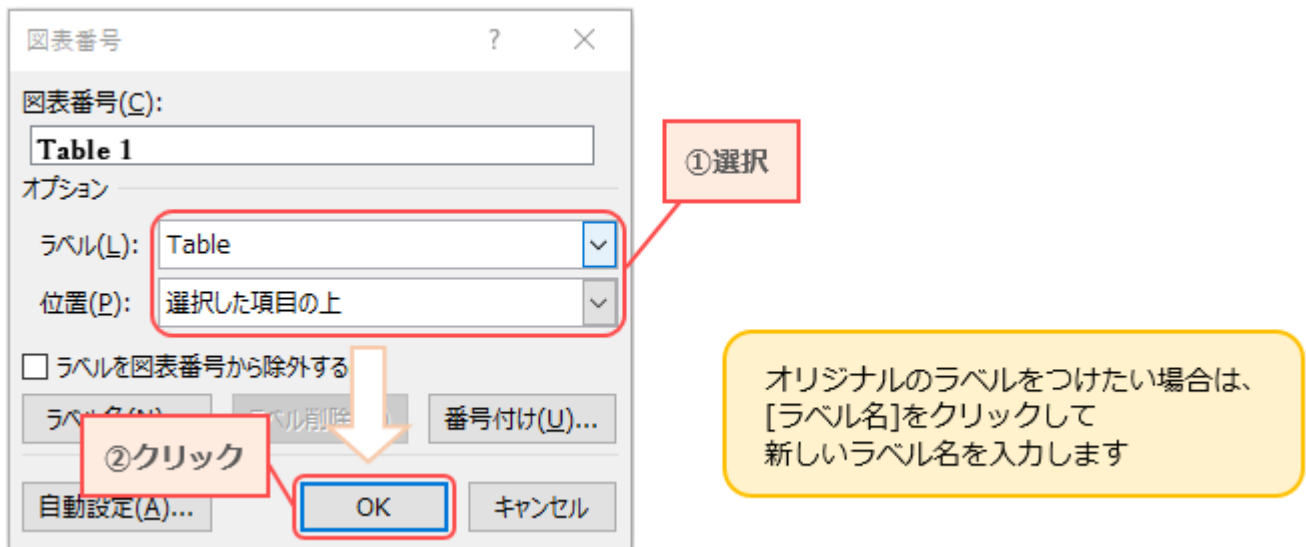 図表番号
?
図表番号(C):
Table 1
①選択
オプション
ラベル(L):
Table
位置(P):
選択した項目の上
ラベルを図表番号から除外する
番号付け(U)...
②クリック
オリジナルのラベルをつけたい場合は、
[ラベル名]をクリックして
新しいラベル名を入力します
自動設定(A)...
OK
キャンセル